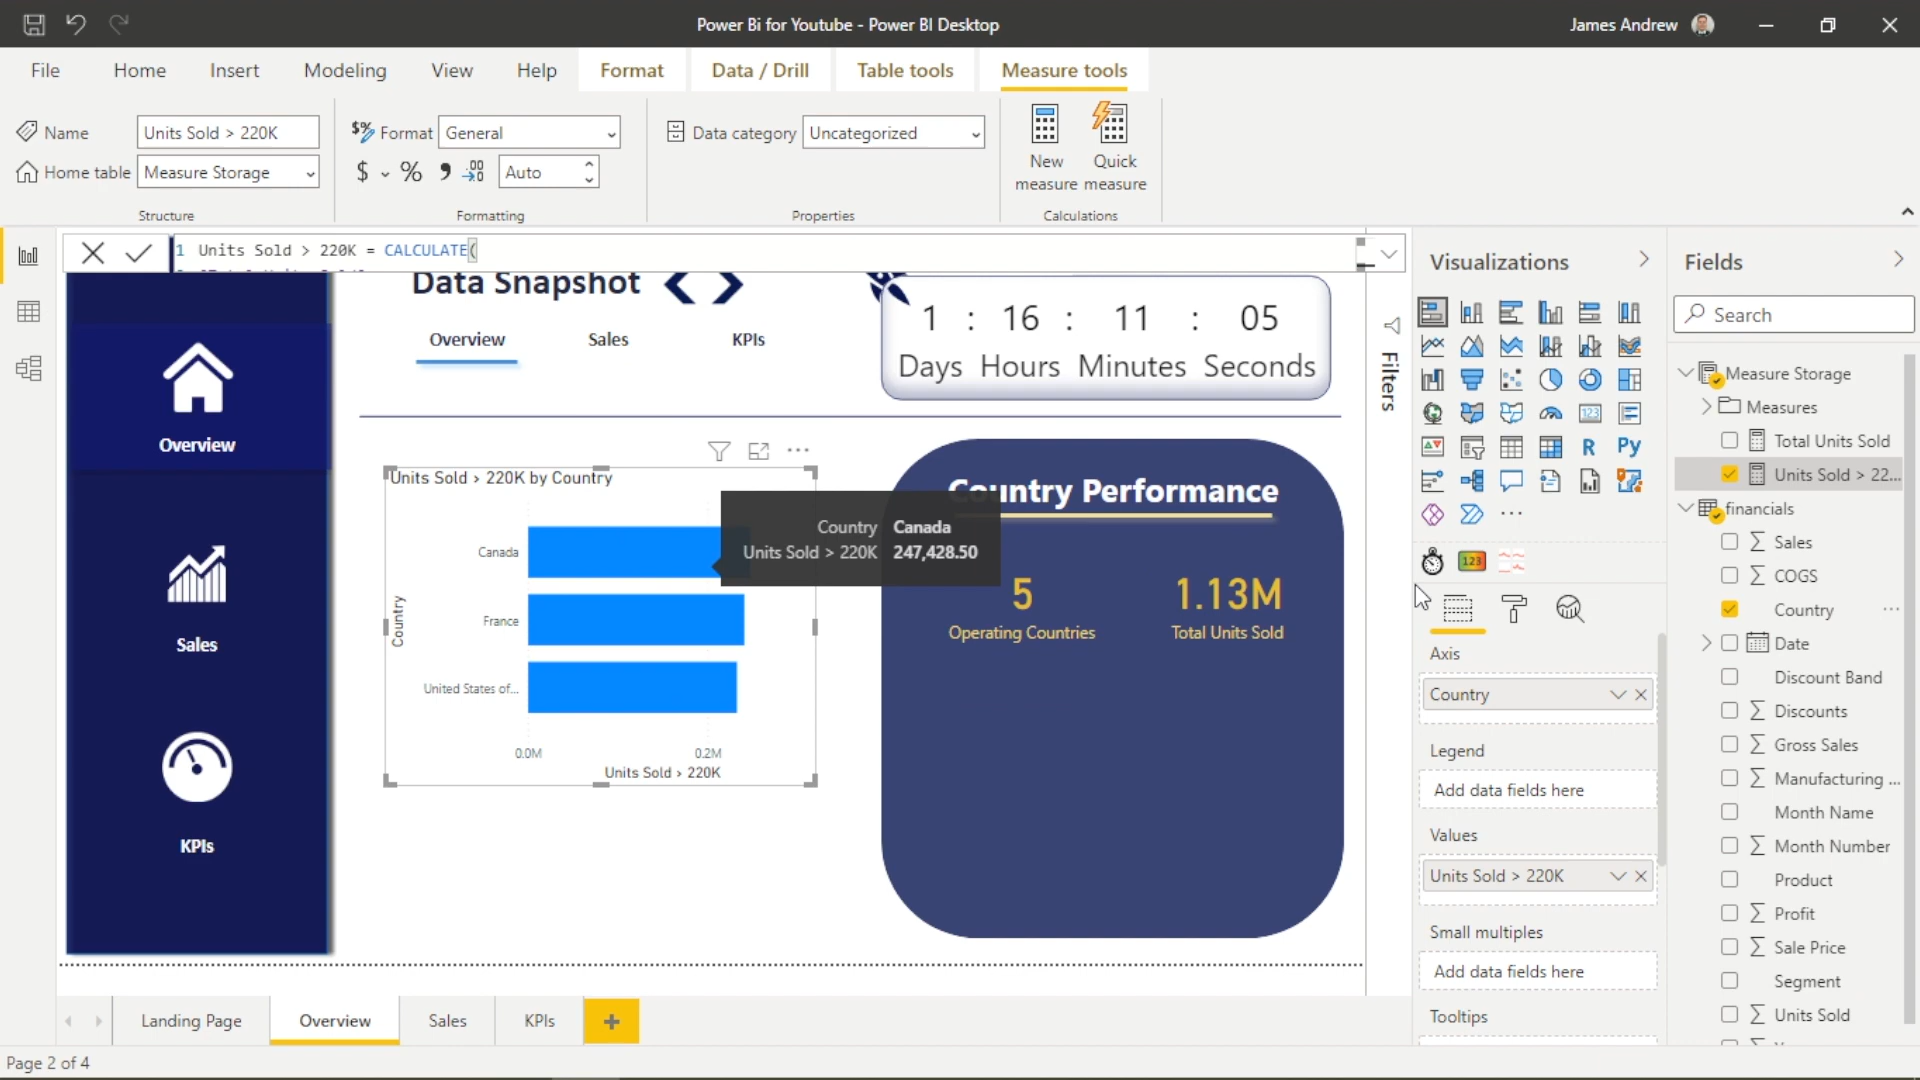 Power Bi for Youtube - Power BI Desktop
James Andrew
File Home Insert Modeling View Help Format Data / Drill Table tools Measure tools
Name Units Sold > 220K
Format General
Data category Uncategorized
Home table Measure Storage
$ % Auto
New measure
Quick measure
Structure
Formatting
Properties
Calculations
1 Units Sold > 220K = CALCULATE(
Data Snapshot
Overview Sales KPIs
1 : 16 : 11 : 05
Days Hours Minutes Seconds
Overview
Sales
KPIs
Units Sold > 220K by Country
Country
Canada
France
United States of...
0.0M 0.2M
Units Sold > 220K
Country Canada
Units Sold > 220K 247,428.50
Country Performance
5
Operating Countries
1.13M
Total Units Sold
Filters
Visualizations
123
R
Py
123
Axis
Country
Legend
Add data fields here
Values
Units Sold > 220K
Small multiples
Add data fields here
Tooltips
Fields
Search
Measure Storage
Measures
Total Units Sold
Units Sold > 22...
financials
Sales
COGS
Country
Date
Discount Band
Discounts
Gross Sales
Manufacturing ...
Month Name
Month Number
Product
Profit
Sale Price
Segment
Units Sold
Landing Page Overview Sales KPIs +
Page 2 of 4